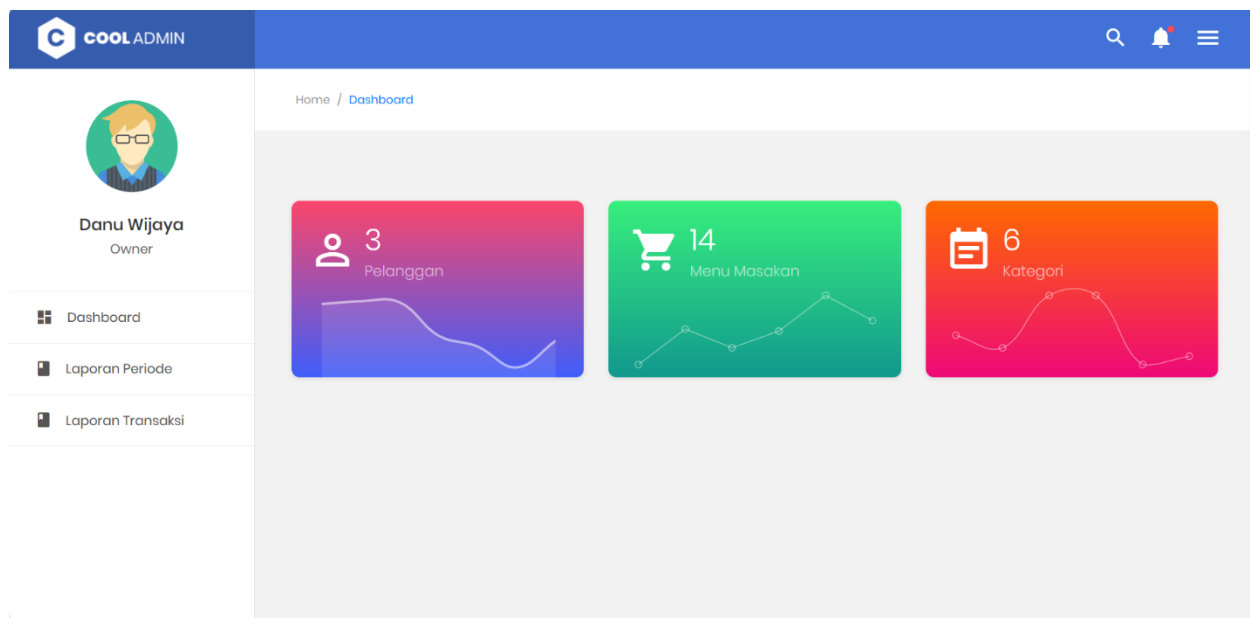 C COOL ADMIN
Home / Dashboard
Danu Wijaya
Owner
Dashboard
Laporan Periode
Laporan Transaksi
3
Pelanggan
14
Menu Masakan
6
Kategori